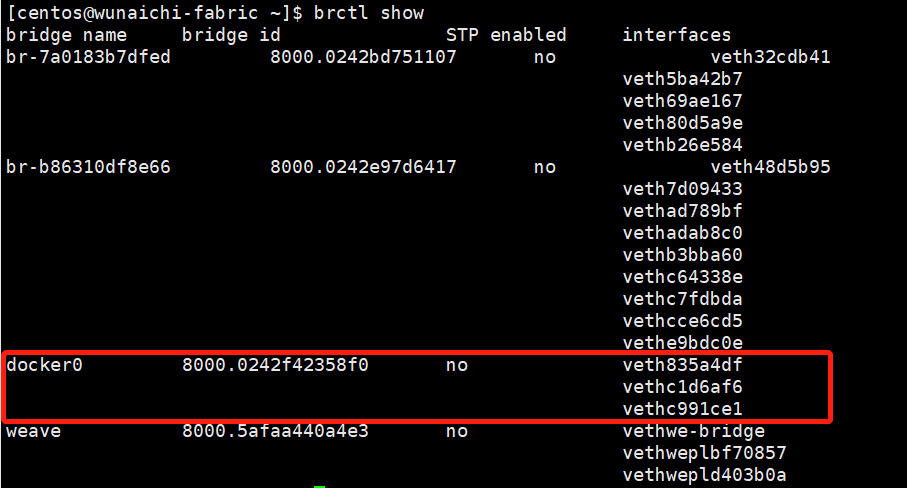 [centos@wunaichi-fabric ~]$ brctl show
bridge name     bridge id               STP enabled     interfaces
br-7a0183b7dfed         8000.0242bd751107       no              veth32cdb41
veth5ba42b7
veth69ae167
veth80d5a9e
vethb26e584
br-b86310df8e66         8000.0242e97d6417       no              veth48d5b95
veth7d09433
vethad789bf
vethadab8c0
vethb3bba60
vethc64338e
vethc7fdbda
vethcce6cd5
vethe9bdc0e
docker0         8000.0242f42358f0       no              veth835a4df
vethc1d6af6
vethc991ce1
weave           8000.5afaa440a4e3       no              vethwe-bridge
vethweplbf70857
vethwepld403b0a